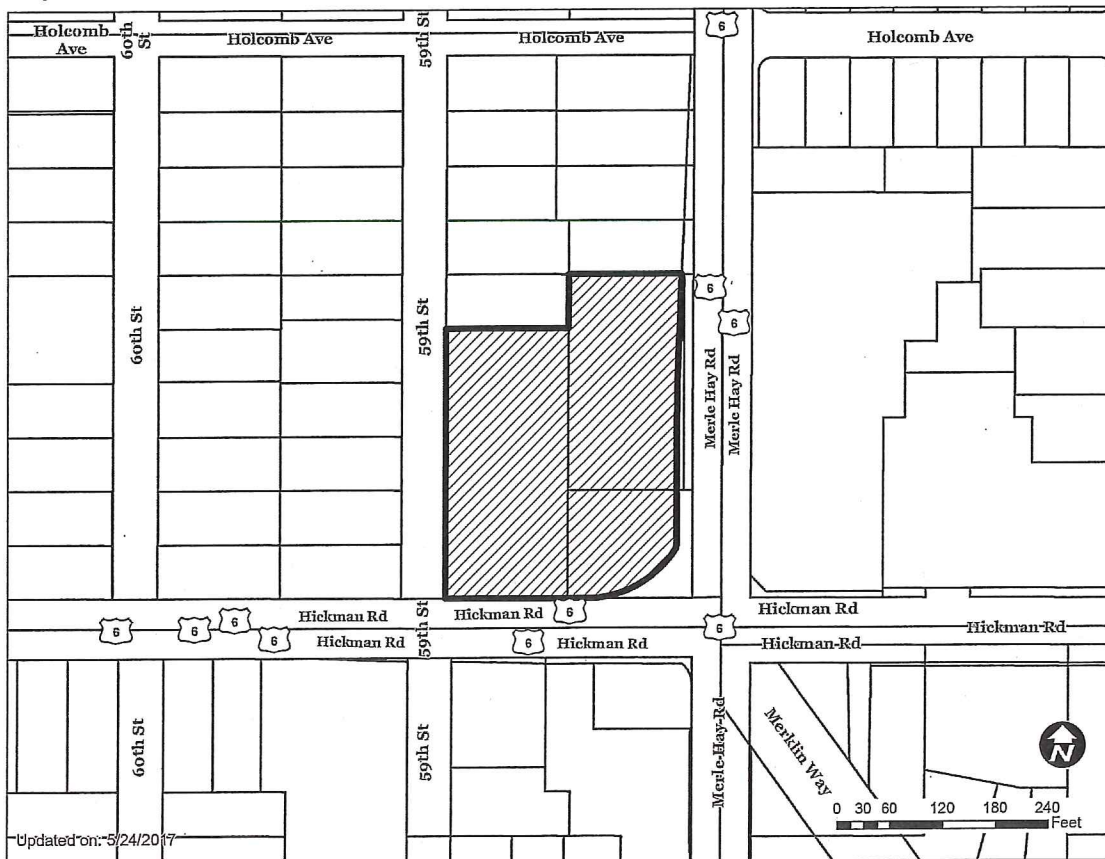 Holcomb
Ave
60th
St
Holcomb Ave
59th St
Holcomb Ave
6
Holcomb Ave
60th St
59th St
6
6
Merle Hay Rd
Merle Hay Rd
Hickman Rd
Hickman Rd
6
Hickman Rd
6
6
6
6
Hickman Rd
59th St
6
Hickman Rd
6
Hickman Rd
Hickman Rd
60th St
59th St
Merle Hay Rd
Merklin Way
N
0 30 60 120 180 240
Feet
Updated on: 5/24/2017